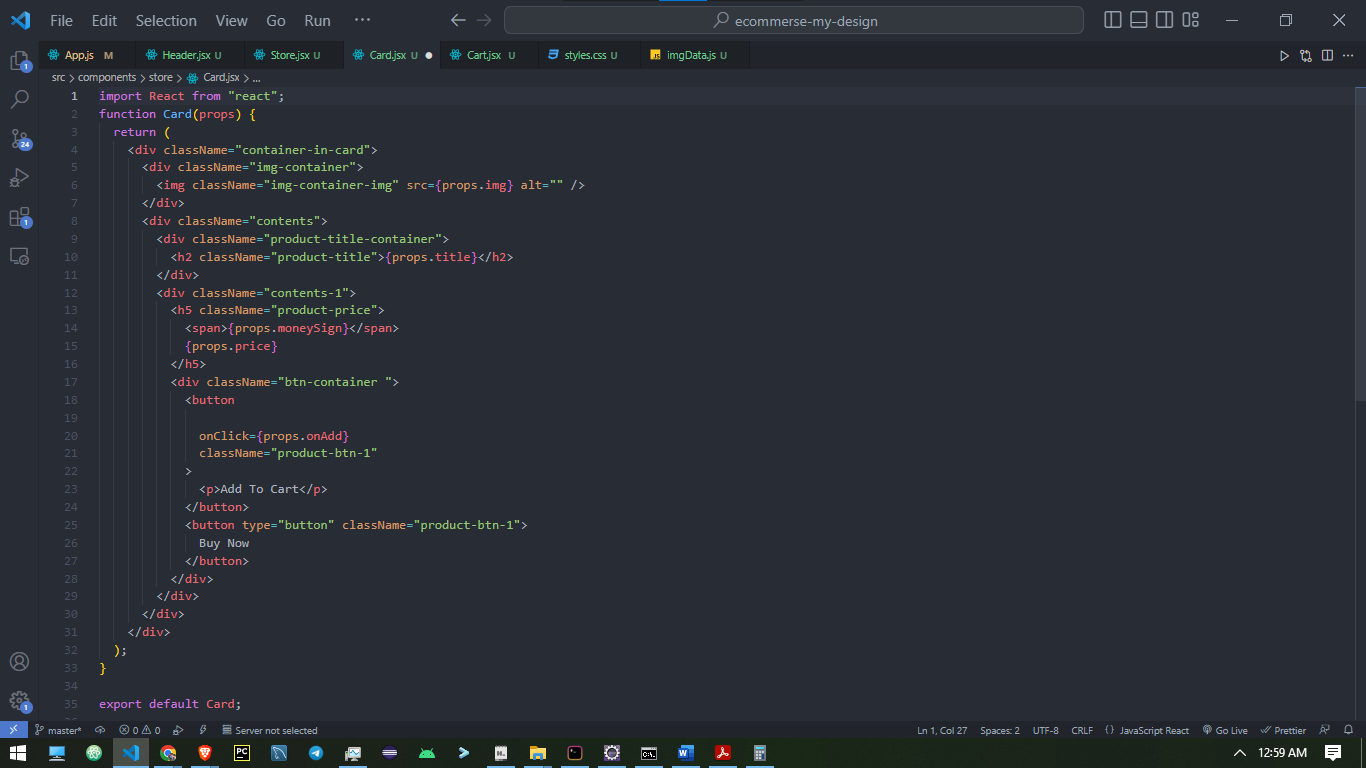 File Edit Selection View Go Run ··· ecommerse-my-design
App.js M Header.jsx U Store.jsx U Card.jsx U Cart.jsx U styles.css U imgData.js U
src > components > store > Card.jsx > ...
1 import React from "react";
2 function Card(props) {
3 return (
4 <div className="container-in-card">
5 <div className="img-container">
6 <img className="img-container-img" src={props.img} alt="" />
7 </div>
8 <div className="contents">
9 <div className="product-title-container">
10 <h2 className="product-title">{props.title}</h2>
11 </div>
12 <div className="contents-1">
13 <h5 className="product-price">
14 <span>{props.moneySign}</span>
15 {props.price}
16 </h5>
17 <div className="btn-container ">
18 <button
19
20 onClick={props.onAdd}
21 className="product-btn-1"
22 >
23 <p>Add To Cart</p>
24 </button>
25 <button type="button" className="product-btn-1">
26 Buy Now
27 </button>
28 </div>
29 </div>
30 </div>
31 </div>
32 );
33 }
34
35 export default Card;
1
24
1
1
master* 0 0 Server not selected Ln 1, Col 27 Spaces: 2 UTF-8 CRLF {} JavaScript React Go Live Prettier
PC 12:59 AM